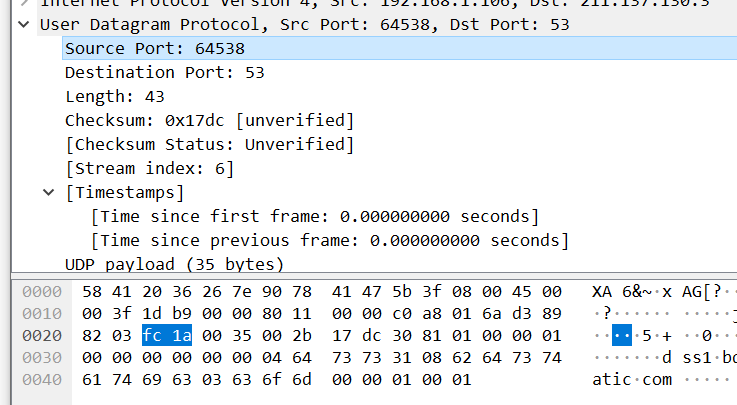 Internet Protocol Version 4, Src: 192.168.1.106, Dst: 211.137.130.3
User Datagram Protocol, Src Port: 64538, Dst Port: 53
Source Port: 64538
Destination Port: 53
Length: 43
Checksum: 0x17dc [unverified]
[Checksum Status: Unverified]
[Stream index: 6]
[Timestamps]
[Time since first frame: 0.000000000 seconds]
[Time since previous frame: 0.000000000 seconds]
UDP payload (35 bytes)
0000 58 41 20 36 26 7e 90 78 41 47 5b 3f 08 00 45 00 XA 6&~·x AG[?··
0010 00 3f 1d b9 00 00 80 11 00 00 c0 a8 01 6a d3 89 ·?······ ·····j
0020 82 03 fc 1a 00 35 00 2b 17 dc 30 81 01 00 00 01 ·····5·+ ··0··
0030 00 00 00 00 00 00 04 64 73 73 31 08 62 64 73 74 ·······d ss1·bd
0040 61 74 69 63 03 63 6f 6d 00 00 01 00 01 atic·com ·····